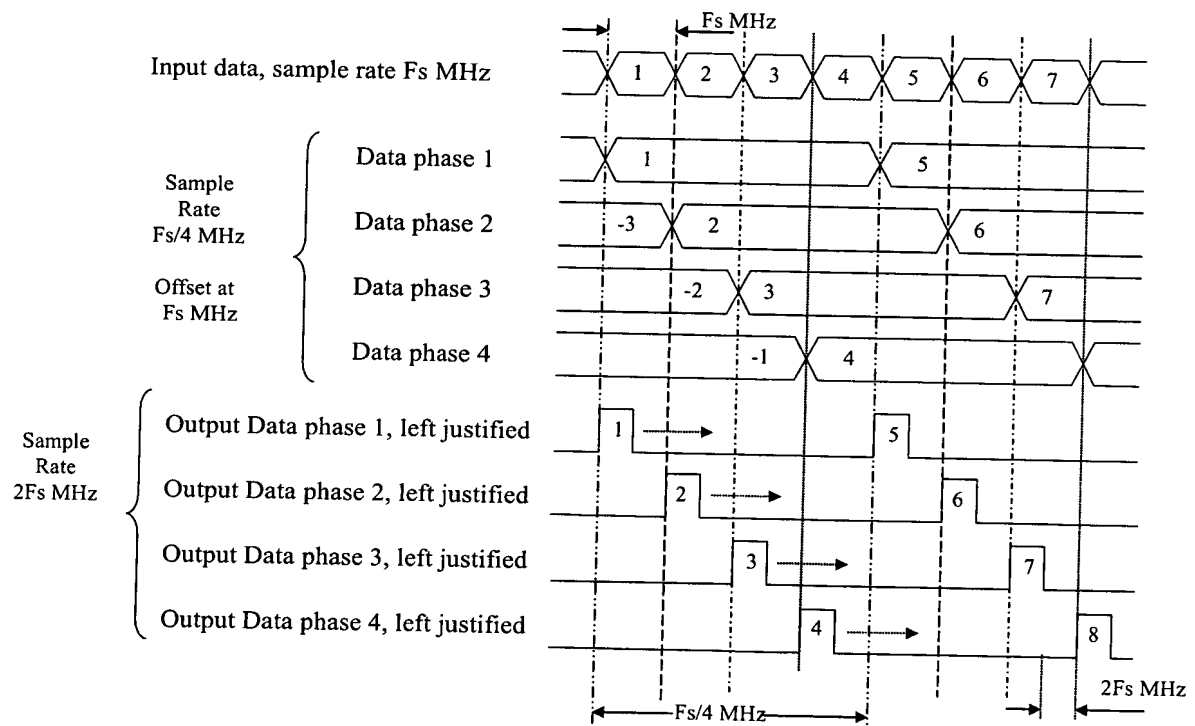 Fs MHz
Input data, sample rate Fs MHz
1 2 3 4 5 6 7
Sample
Rate
Fs/4 MHz
Offset at
Fs MHz
Data phase 1
1 5
Data phase 2
-3 2 6
Data phase 3
-2 3 7
Data phase 4
-1 4
Sample
Rate
2Fs MHz
Output Data phase 1, left justified
1 5
Output Data phase 2, left justified
2 6
Output Data phase 3, left justified
3 7
Output Data phase 4, left justified
4 8
Fs/4 MHz
2Fs MHz